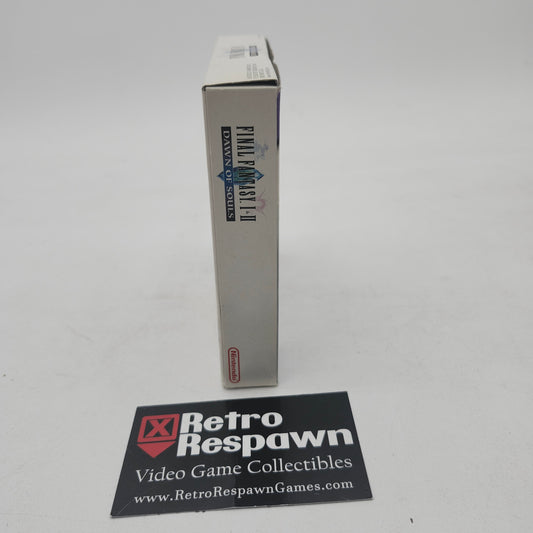 FINAL FANTASY I & II
DAWN OF SOULS
Nintendo
Retro
Respawn
Video Game Collectibles
www.RetroRespawnGames.com